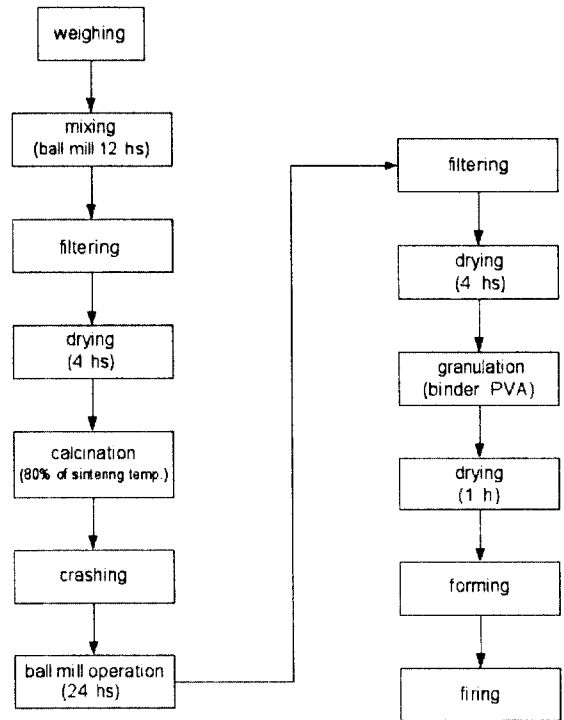 weighing
mixing
(ball mill 12 hs)
filtering
drying
(4 hs)
calcination
(80% of sintering temp.)
crashing
ball mill operation
(24 hs)
filtering
drying
(4 hs)
granulation
(binder PVA)
drying
(1 h)
forming
firing